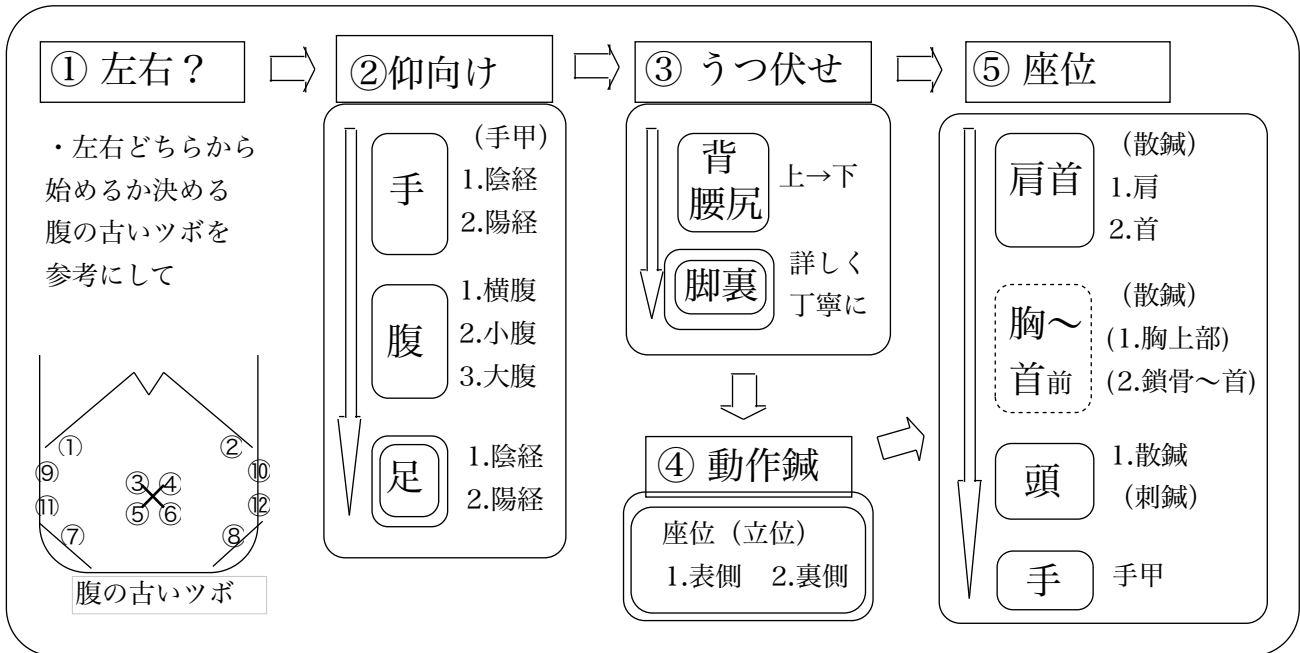 ① 左右？
・左右どちらから
始めるか決める
腹の古いツボを
参考にして
①
②
③
④
⑤
⑥
⑦
⑧
⑨
⑩
⑪
⑫
腹の古いツボ
②仰向け
手
(手甲)
1.陰経
2.陽経
腹
1.横腹
2.小腹
3.大腹
足
1.陰経
2.陽経
③ うつ伏せ
背
腰尻
上→下
脚裏
詳しく
丁寧に
④ 動作鍼
座位（立位）
1.表側 2.裏側
⑤ 座位
肩首
（散鍼）
1.肩
2.首
胸〜
首前
（散鍼）
(1.胸上部)
(2.鎖骨〜首)
頭
1.散鍼
（刺鍼）
手
手甲